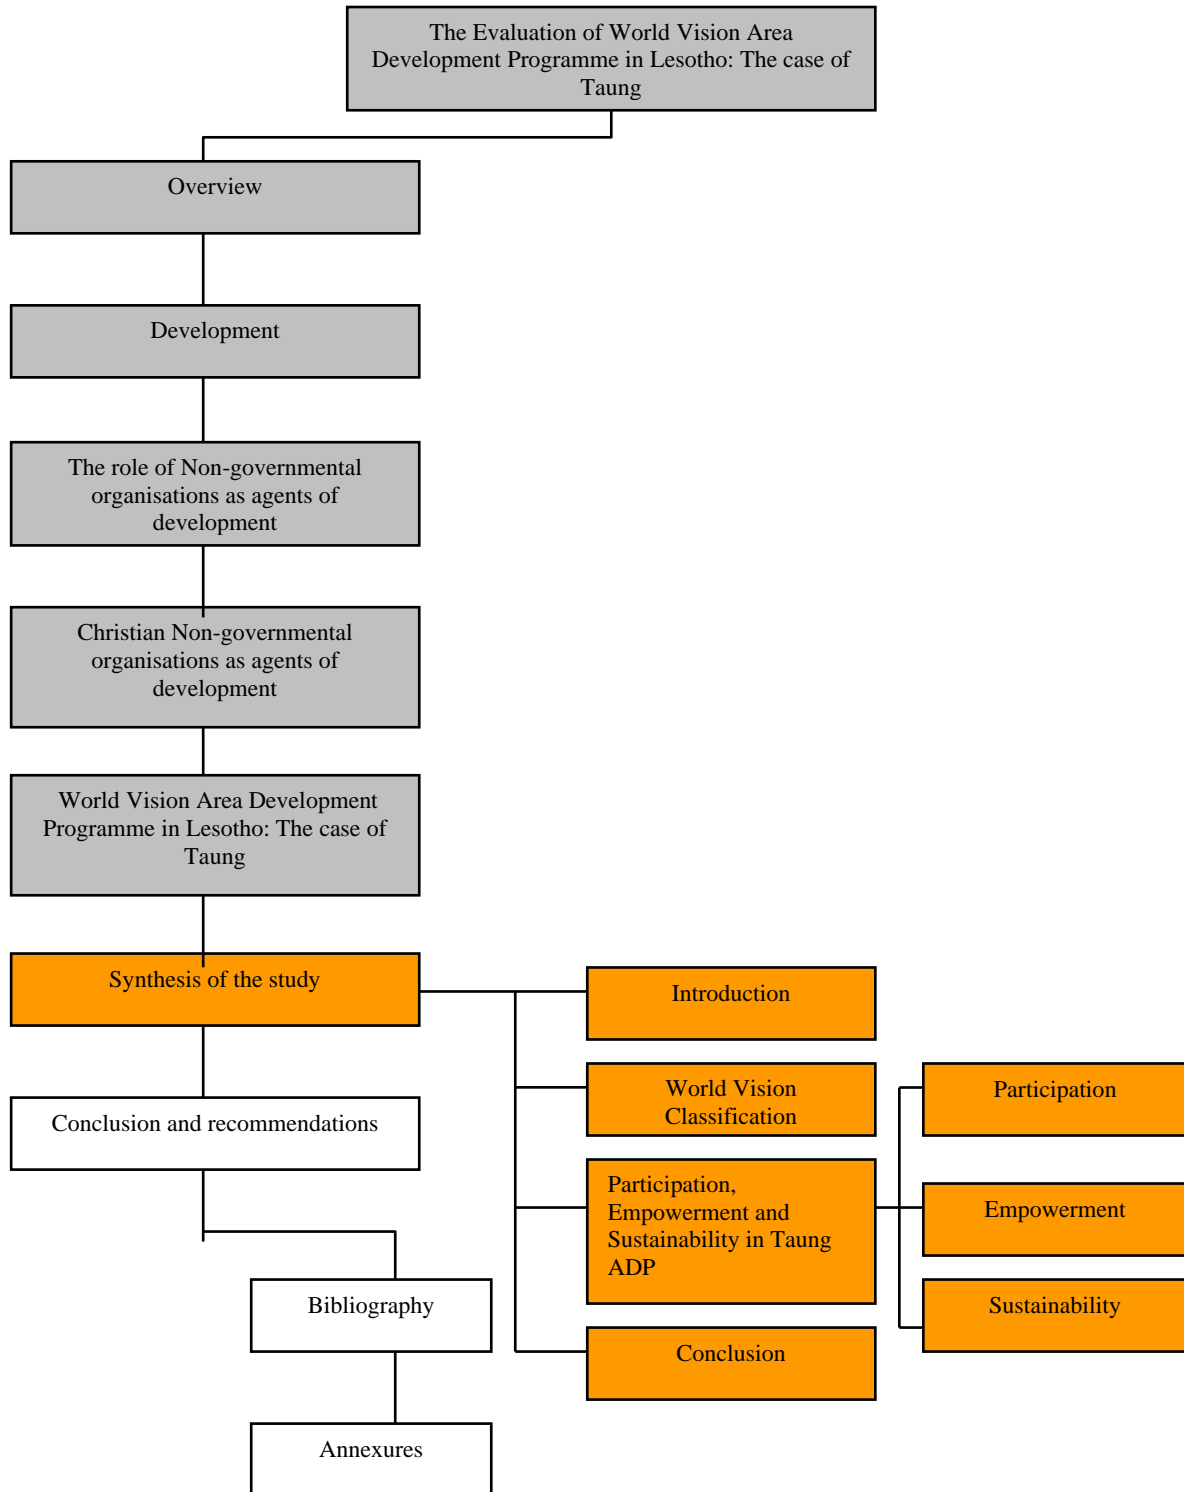 The Evaluation of World Vision Area
Development Programme in Lesotho: The case of
Taung
Overview
Development
The role of Non-governmental
organisations as agents of
development
Christian Non-governmental
organisations as agents of
development
World Vision Area Development
Programme in Lesotho: The case of
Taung
Synthesis of the study
Introduction
World Vision
Classification
Participation,
Empowerment and
Sustainability in Taung
ADP
Participation
Empowerment
Sustainability
Conclusion
Conclusion and recommendations
Bibliography
Annexures